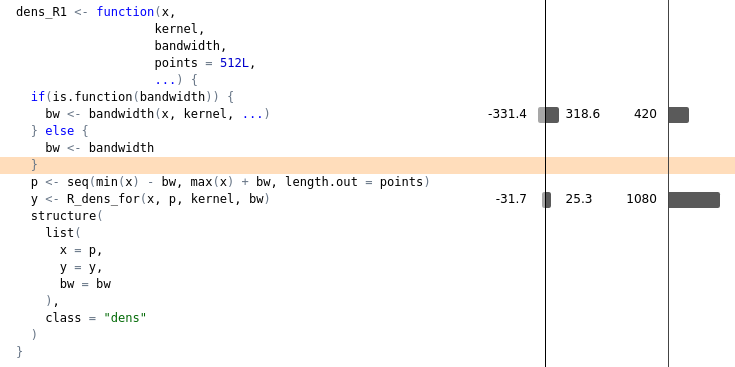 dens_R1 <- function(x,
                   kernel,
                   bandwidth,
                   points = 512L,
                   ...) {
  if(is.function(bandwidth)) {
    bw <- bandwidth(x, kernel, ...) -331.4 318.6 420
  } else {
    bw <- bandwidth
  }
  p <- seq(min(x) - bw, max(x) + bw, length.out = points)
  y <- R_dens_for(x, p, kernel, bw) -31.7 25.3 1080
  structure(
    list(
      x = p,
      y = y,
      bw = bw
    ),
    class = "dens"
  )
}